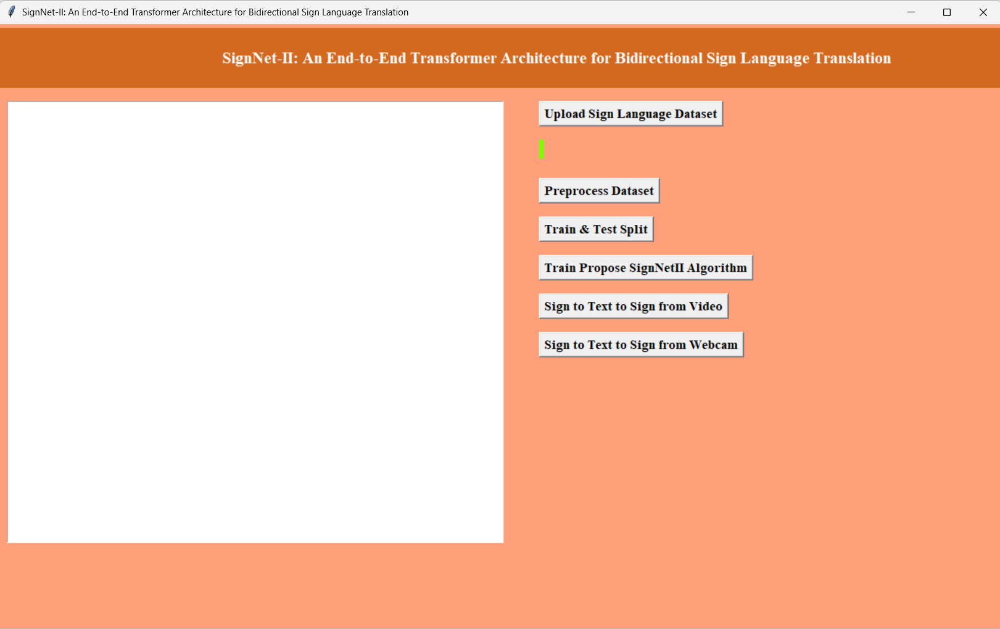 SignNet-II: An End-to-End Transformer Architecture for Bidirectional Sign Language Translation
SignNet-II: An End-to-End Transformer Architecture for Bidirectional Sign Language Translation
Upload Sign Language Dataset
Preprocess Dataset
Train & Test Split
Train Propose SignNetII Algorithm
Sign to Text to Sign from Video
Sign to Text to Sign from Webcam